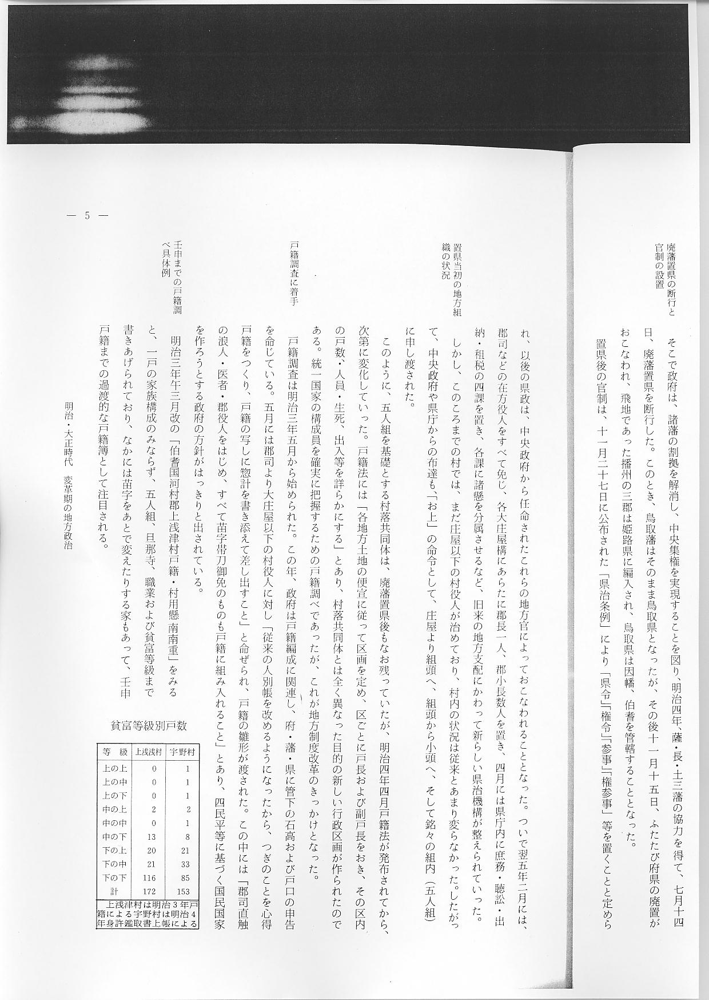 廃藩置県の断行と
官制の設置
そこで政府は、諸藩の割拠を解消し、中央集権を実現することを図り、明治四年、薩・長・土三藩の協力を得て、七月十四
日、廃藩置県を断行した。このとき、鳥取藩はそのまま鳥取県となったが、その後十一月十五日、ふたたび府県の廃置が
おこなわれ、飛地であった播州の三郡は姫路県に編入され、鳥取県は因幡、伯耆を管轄することとなった。
置県後の官制は、十一月二十七日に公布された「県治条例」により「県令」「権令」「参事」「権参事」等を置くことと定めら
れ、以後の県政は、中央政府から任命されたこれらの地方官によっておこなわれることとなった。ついで翌五年二月には、
郡司などの在方役人をすべて免じ、各大庄屋構にあらたに郡長一人、郡小長数人を置き、四月には県庁内に庶務・聴訟・出
納・租税の四課を置き、各課に諸懸を分属させるなど、旧来の地方支配にかわって新らしい県治機構が整えられていった。
置県当初の地方組
織の状況
しかし、このころまでの村では、まだ庄屋以下の村役人が治めており、村内の状況は従来とあまり変らなかった。したがっ
て、中央政府や県庁からの布達も、「お上」の命令として、庄屋より組頭へ、組頭から小頭へ、そして銘々の組内（五人組）
に申し渡された。
このように、五人組を基礎とする村落共同体は、廃藩置県後もなお残っていたが、明治四年四月戸籍法が発布されてから、
次第に変化していった。戸籍法には「各地方土地の便宣に従って区画を定め、区ごとに戸長および副戸長をおき、その区内
の戸数・人員・生死、出入等を詳らかにする」とあり、村落共同体とは全く異なった目的の新しい行政区画が作られたので
ある。統一国家の構成員を確実に把握するための戸籍調べであったが、これが地方制度改革のきっかけとなった。
戸籍調査に着手
戸籍調査は明治三年五月から始められた。この年、政府は戸籍編成に関連し、府・藩・県に管下の石高および戸口の申告
を命じている。五月には郡司より大庄屋以下の村役人に対し「従来の人別帳を改めるようになったから、つぎのことを心得
戸籍をつくり、戸籍の写しに惣計を書き添えて差し出すこと」と命ぜられ、戸籍の雛形が渡された。この中には「郡司直触
の浪人・医者・郡役人をはじめ、すべて苗字帯刀御免のものも戸籍に組み入れること」とあり、四民平等に基づく国民国家
を作ろうとする政府の方針がはっきりと出されている。
壬申までの戸籍調
べ具体例
明治三年午三月改の「伯耆国河村郡上浅津村戸籍・村用懸 南南重」をみる
と、一戸の家族構成のみならず、五人組、旦那寺、職業および貧富等級まで
書きあげられており、なかには苗字をあとで変えたりする家もあって、壬申
戸籍までの過渡的な戸籍簿として注目される。
貧富等級別戸数
等 級 上浅浅村 宇野村
上の上 0 1
上の中 0 1
上の下 0 1
中の上 2 2
中の中 0 1
中の下 13 8
下の上 20 21
下の中 21 33
下の下 116 85
計 172 153
上浅津村は明治3年戸
籍による宇野村は明治4
年身許鑑取書上帳による
明治・大正時代 変革期の地方政治
— 5 —